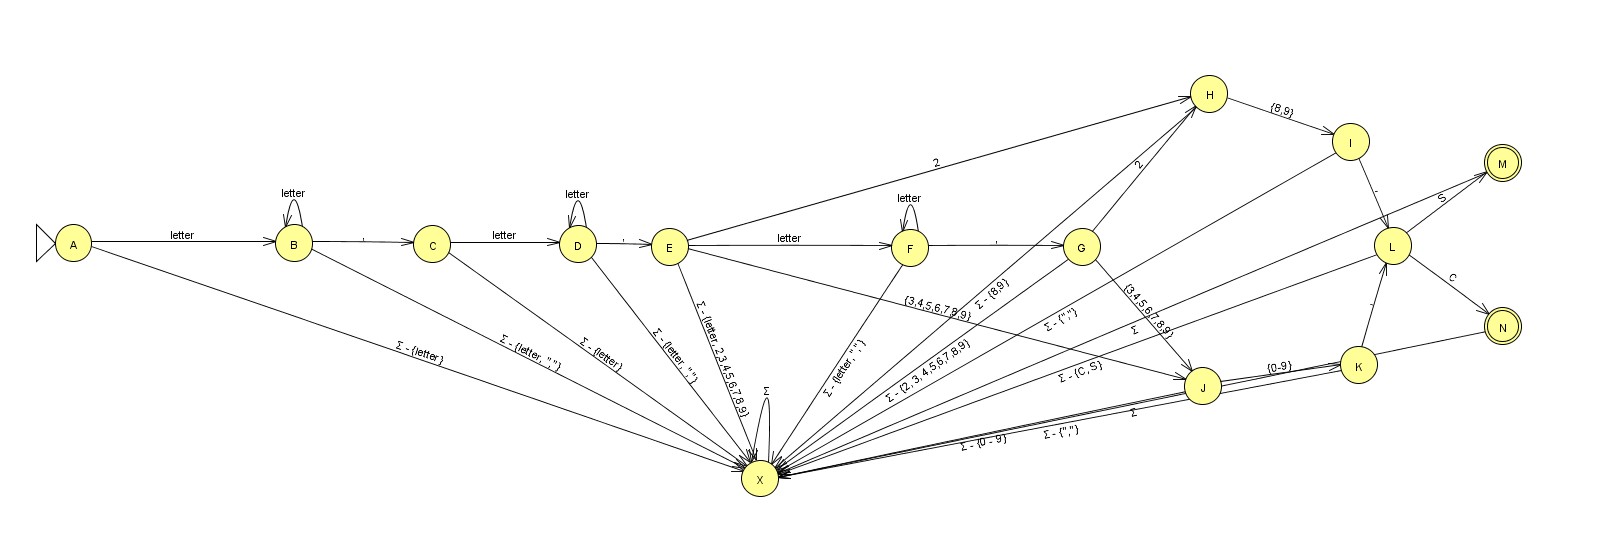 H
{8,9}
I
2
2
M
letter
letter
letter
S
A
letter
B
,
C
letter
D
,
E
letter
F
,
G
,
L
C
Σ - {8,9}
{3,4,5,6,7,8,9}
{3,4,5,6,7,8,9}
,
Σ - {","}
Σ
N
Σ - {letter}
Σ - {letter, ","}
Σ - {letter}
Σ - {letter, ","}
Σ - {letter, 2,3,4,5,6,7,8,9}
Σ - {letter, ","}
Σ - {2, 3, 4,5,6,7,8,9}
Σ - {C, S}
{0-9}
K
J
Σ
Σ
Σ - {","}
Σ - {0 - 9}
X